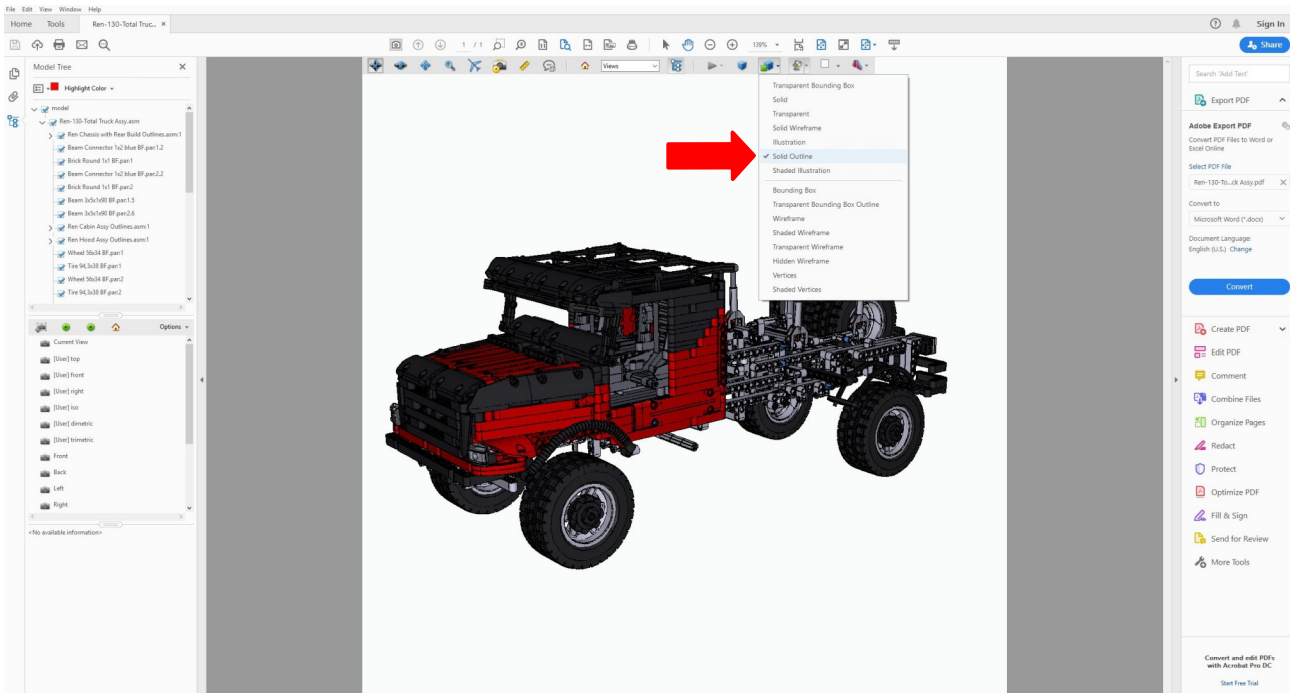 File Edit View Window Help
Home Tools Ren-130-Total Truc... × Sign In
1 / 1 139%
Share
Model Tree ×
Views
Highlight Color
model
Ren-130-Total Truck Assy.asm
Ren Chassis with Rear Build Outlines.asm:1
Beam Connector 1x2 blue BF.par:1.2
Brick Round 1x1 BF.par:1
Beam Connector 1x2 blue BF.par:2.2
Brick Round 1x1 BF.par:2
Beam 3x5x1x90 BF.par:1.5
Beam 3x5x1x90 BF.par:2.6
Ren Cabin Assy Outlines.asm:1
Ren Hood Assy Outlines.asm:1
Wheel 56x34 BF.par:1
Tire 94,3x38 BF.par:1
Wheel 56x34 BF.par:2
Tire 94,3x38 BF.par:2
Options
Current View
[User] top
[User] front
[User] right
[User] iso
[User] dimetric
[User] trimetric
Front
Back
Left
Right
<No available information>
Transparent Bounding Box
Solid
Transparent
Solid Wireframe
Illustration
Solid Outline
Shaded Illustration
Bounding Box
Transparent Bounding Box Outline
Wireframe
Shaded Wireframe
Transparent Wireframe
Hidden Wireframe
Vertices
Shaded Vertices
Search 'Add Text'
Export PDF
Adobe Export PDF
Convert PDF Files to Word or
Excel Online
Select PDF File
Ren-130-To...ck Assy.pdf ×
Convert to
Microsoft Word (*.docx)
Document Language:
English (U.S.) Change
Convert
Create PDF
Edit PDF
Comment
Combine Files
Organize Pages
Redact
Protect
Optimize PDF
Fill & Sign
Send for Review
More Tools
Convert and edit PDFs
with Acrobat Pro DC
Start Free Trial